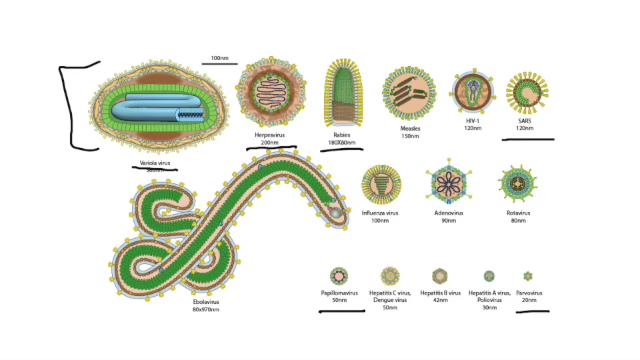 100nm
Variola virus
Herpesvirus
200nm
Rabies
Measles
150nm
HIV-1
120nm
SARS
120nm
Influenza virus
100nm
Adenovirus
90nm
Rotavirus
80nm
Ebolavirus
80x970nm
Papillomavirus
50nm
Hepatitis C virus,
Dengue virus
50nm
Hepatitis B virus
42nm
Hepatitis A virus,
Poliovirus
30nm
Parvovirus
20nm